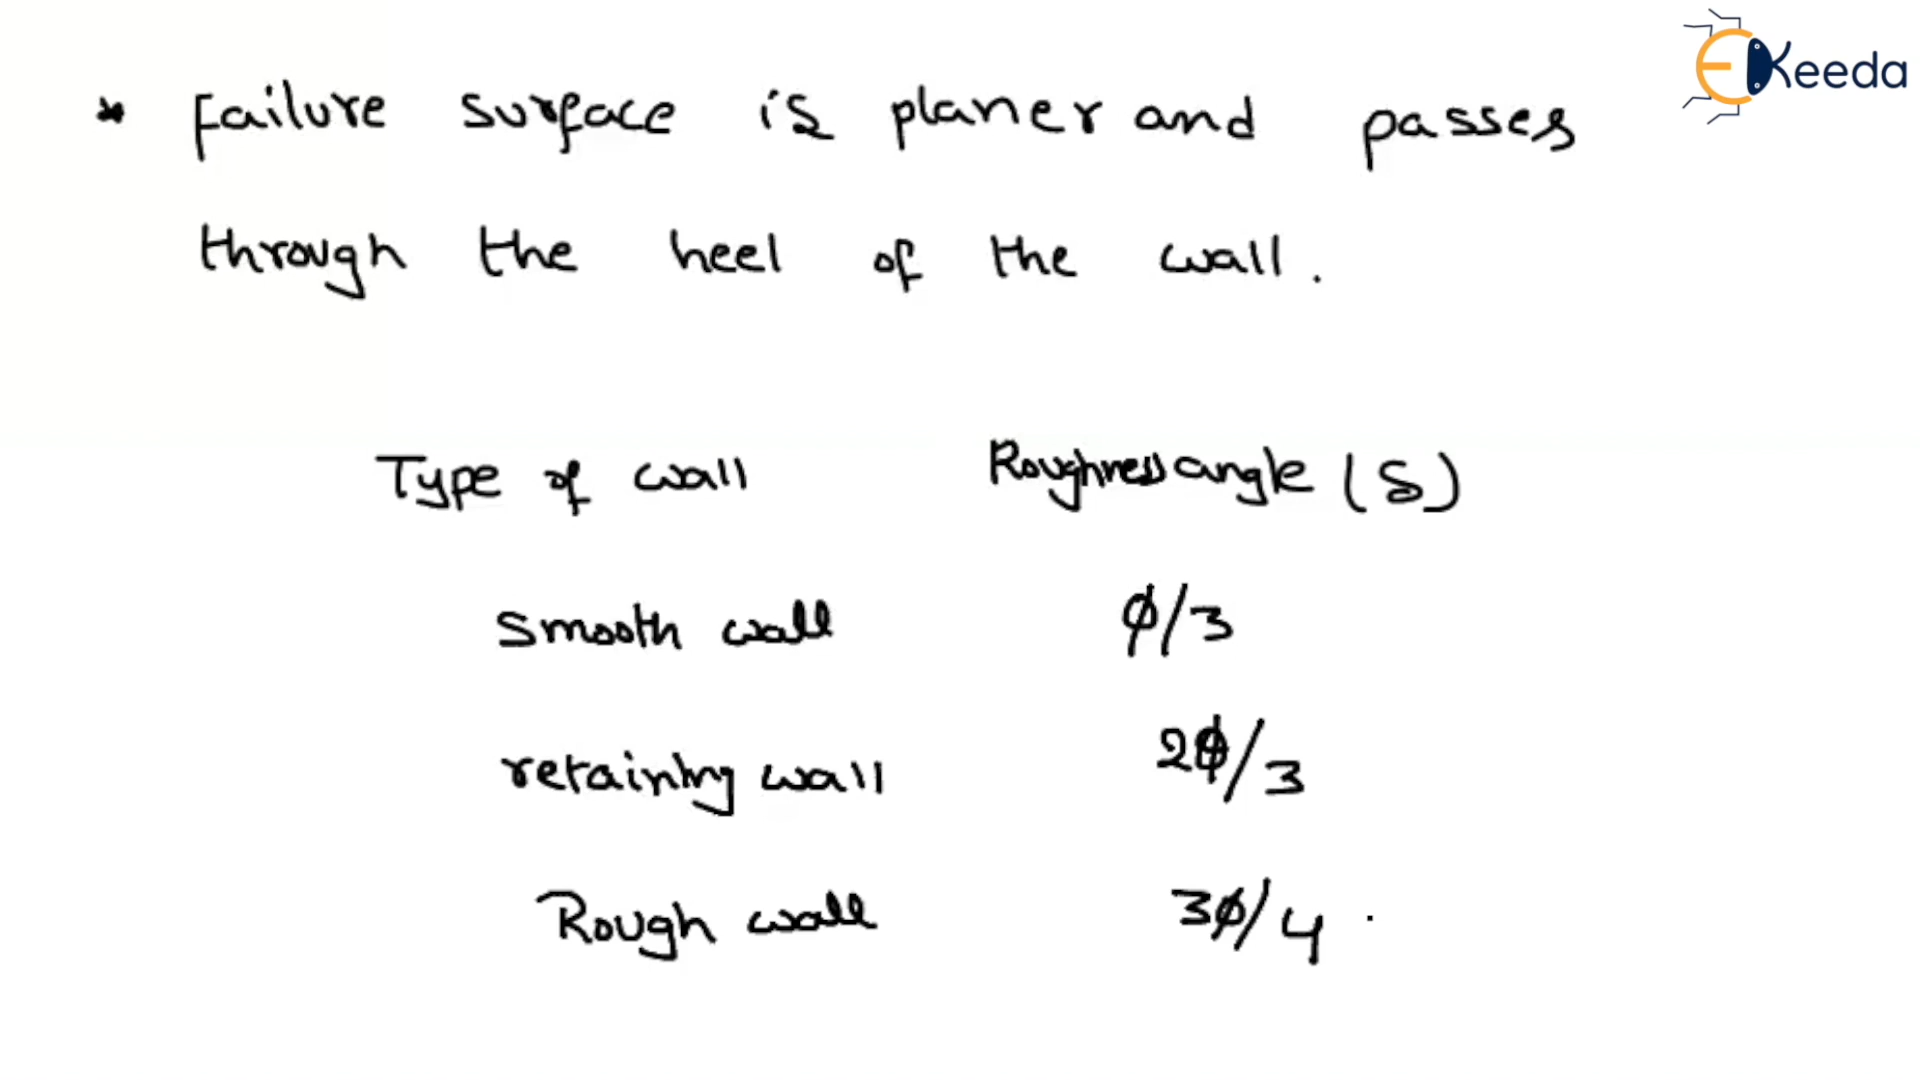 EKeeda
* Failure surface is planer and passes
through the heel of the wall.
Type of wall Roughness angle (δ)
smooth wall ϕ/3
retaining wall 2ϕ/3
Rough wall 3ϕ/4 .